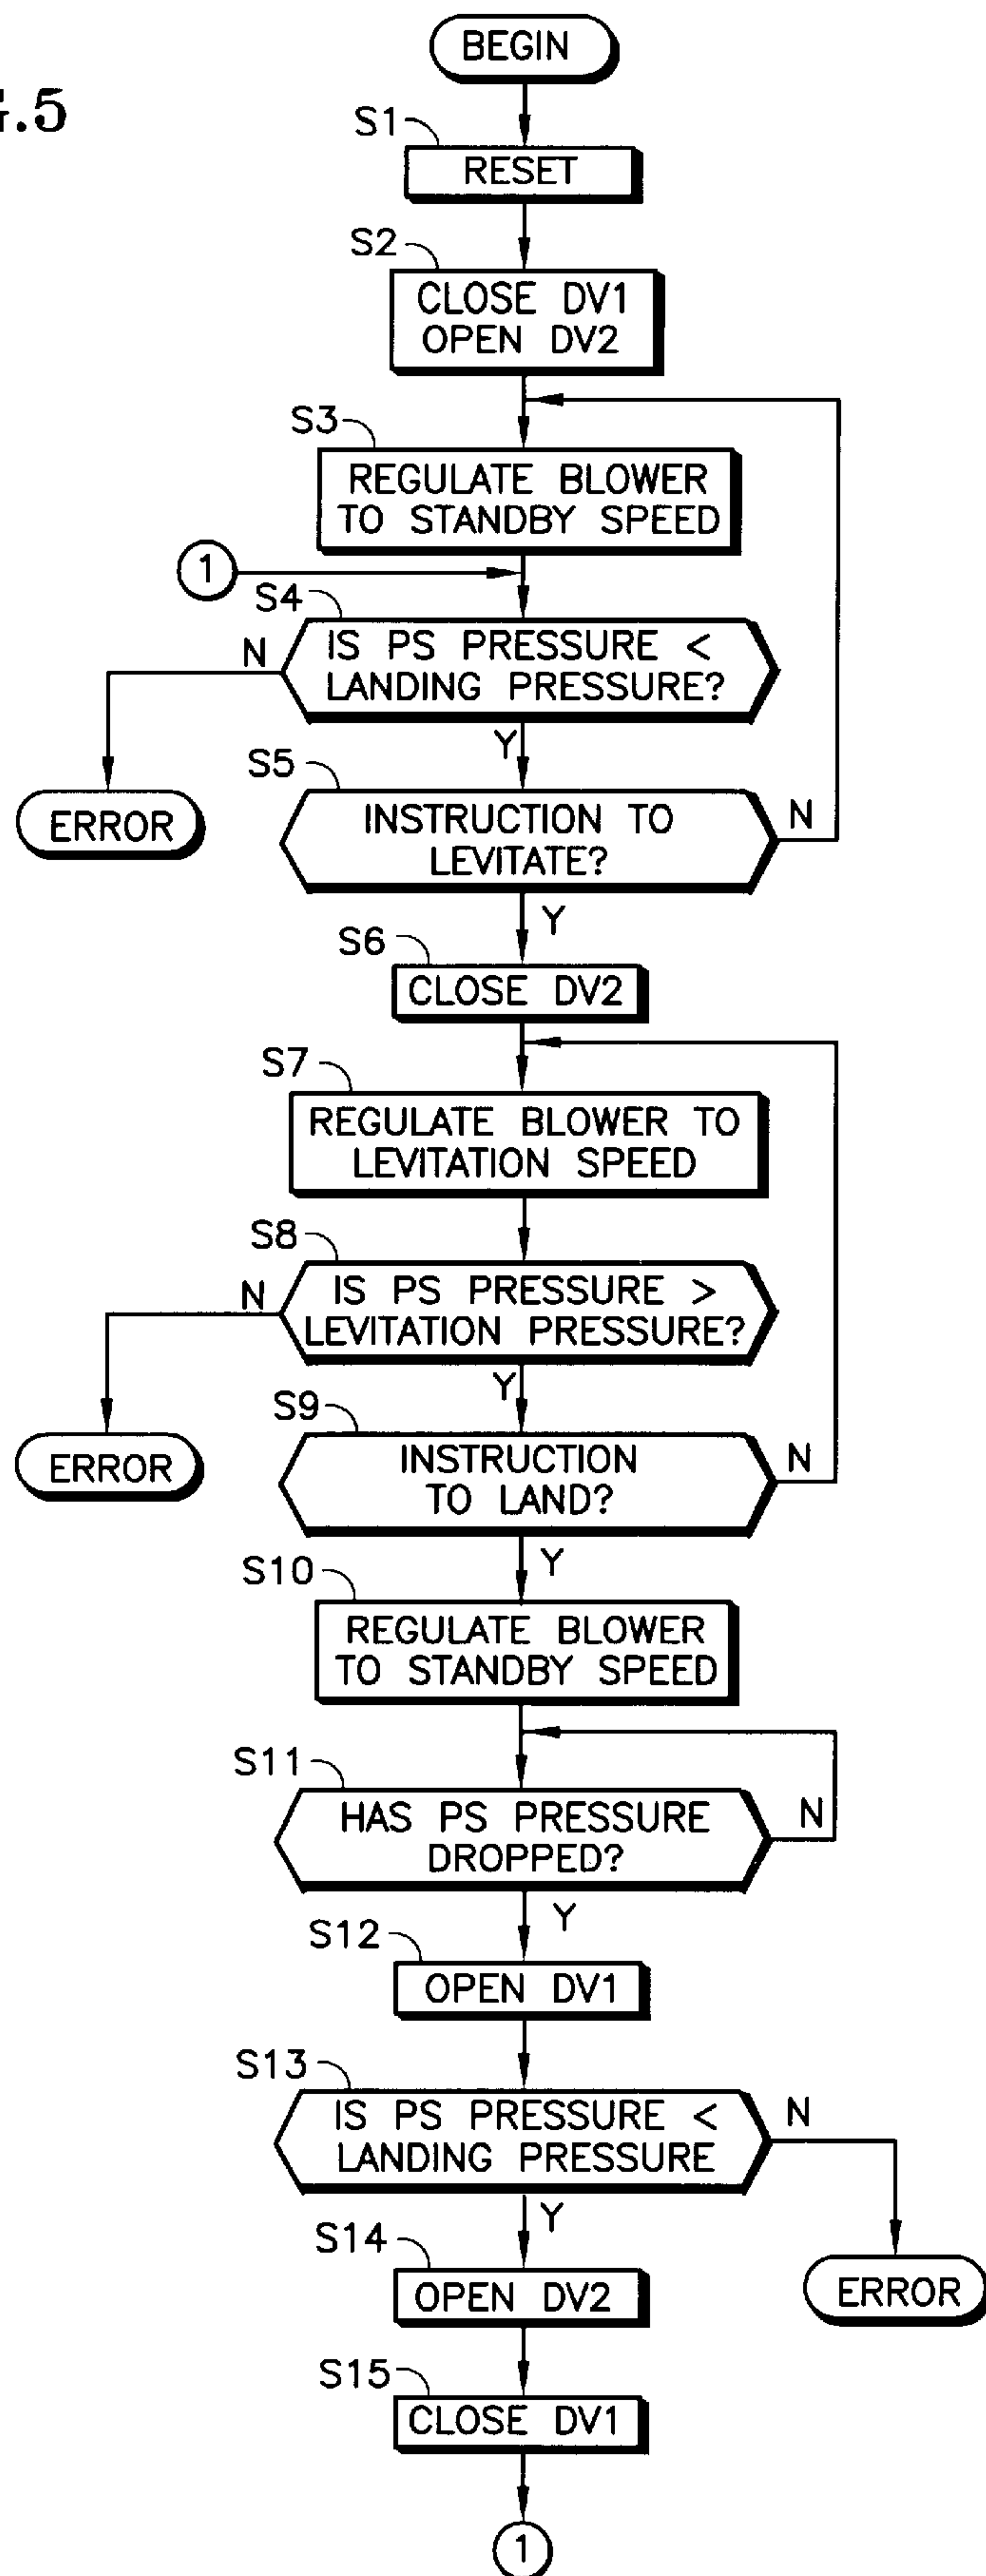 BEGIN
.5
S1
RESET
S2
CLOSE DV1
OPEN DV2
S3
REGULATE BLOWER
TO STANDBY SPEED
1
S4
IS PS PRESSURE <
LANDING PRESSURE?
N
Y
ERROR
S5
INSTRUCTION TO
LEVITATE?
N
Y
S6
CLOSE DV2
S7
REGULATE BLOWER TO
LEVITATION SPEED
S8
IS PS PRESSURE >
LEVITATION PRESSURE?
N
Y
ERROR
S9
INSTRUCTION
TO LAND?
N
Y
S10
REGULATE BLOWER
TO STANDBY SPEED
S11
HAS PS PRESSURE
DROPPED?
N
Y
S12
OPEN DV1
S13
IS PS PRESSURE <
LANDING PRESSURE
N
Y
ERROR
S14
OPEN DV2
S15
CLOSE DV1
1